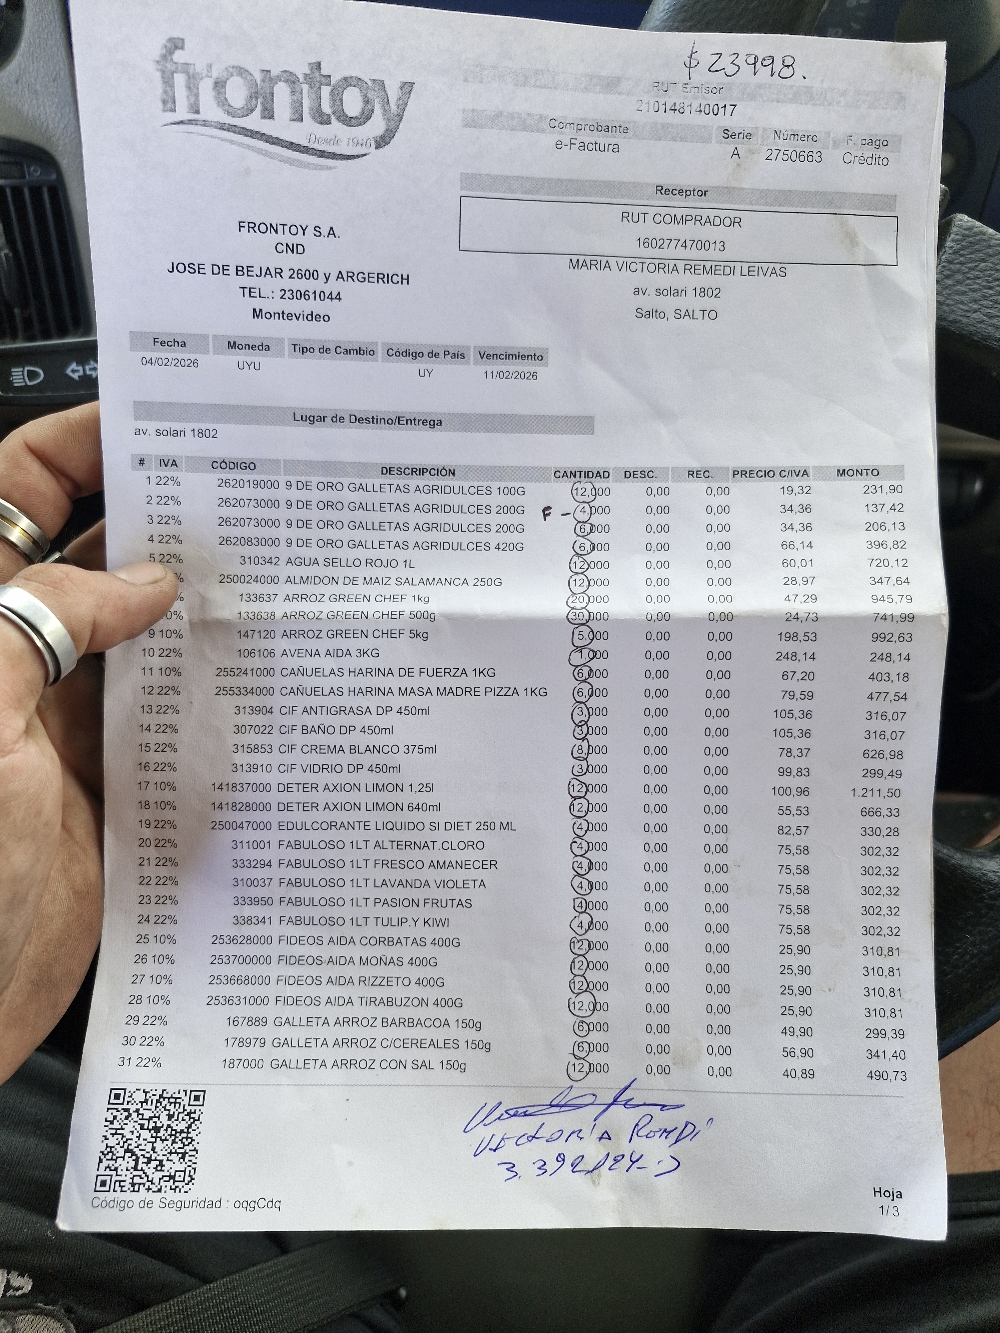 $ 23998.
frontoy
Desde 1946
RUT Emisor
210148140017
Comprobante Serie Número F. pago
e-Factura A 2750663 Crédito
Receptor
RUT COMPRADOR
160277470013
MARIA VICTORIA REMEDI LEIVAS
av. solari 1802
Salto, SALTO
FRONTOY S.A.
CND
JOSE DE BEJAR 2600 y ARGERICH
TEL.: 23061044
Montevideo
Fecha Moneda Tipo de Cambio Código de País Vencimiento
04/02/2026 UYU UY 11/02/2026
Lugar de Destino/Entrega
av. solari 1802
# IVA CÓDIGO DESCRIPCIÓN CANTIDAD DESC. REC. PRECIO C/IVA MONTO
1 22% 262019000 9 DE ORO GALLETAS AGRIDULCES 100G 12,000 0,00 0,00 19,32 231,90
2 22% 262073000 9 DE ORO GALLETAS AGRIDULCES 200G F - 4,000 0,00 0,00 34,36 137,42
3 22% 262073000 9 DE ORO GALLETAS AGRIDULCES 200G 6,000 0,00 0,00 34,36 206,13
4 22% 262083000 9 DE ORO GALLETAS AGRIDULCES 420G 6,000 0,00 0,00 66,14 396,82
5 22% 310342 AGUA SELLO ROJO 1L 12,000 0,00 0,00 60,01 720,12
% 250024000 ALMIDON DE MAIZ SALAMANCA 250G 12,000 0,00 0,00 28,97 347,64
% 133637 ARROZ GREEN CHEF 1kg 20,000 0,00 0,00 47,29 945,79
0% 133638 ARROZ GREEN CHEF 500g 30,000 0,00 0,00 24,73 741,99
9 10% 147120 ARROZ GREEN CHEF 5kg 5,000 0,00 0,00 198,53 992,63
10 22% 106106 AVENA AIDA 3KG 1,000 0,00 0,00 248,14 248,14
11 10% 255241000 CAÑUELAS HARINA DE FUERZA 1KG 6,000 0,00 0,00 67,20 403,18
12 22% 255334000 CAÑUELAS HARINA MASA MADRE PIZZA 1KG 6,000 0,00 0,00 79,59 477,54
13 22% 313904 CIF ANTIGRASA DP 450ml 3,000 0,00 0,00 105,36 316,07
14 22% 307022 CIF BAÑO DP 450ml 3,000 0,00 0,00 105,36 316,07
15 22% 315853 CIF CREMA BLANCO 375ml 8,000 0,00 0,00 78,37 626,98
16 22% 313910 CIF VIDRIO DP 450ml 3,000 0,00 0,00 99,83 299,49
17 10% 141837000 DETER AXION LIMON 1,25l 12,000 0,00 0,00 100,96 1.211,50
18 10% 141828000 DETER AXION LIMON 640ml 12,000 0,00 0,00 55,53 666,33
19 22% 250047000 EDULCORANTE LIQUIDO SI DIET 250 ML 4,000 0,00 0,00 82,57 330,28
20 22% 311001 FABULOSO 1LT ALTERNAT.CLORO 4,000 0,00 0,00 75,58 302,32
21 22% 333294 FABULOSO 1LT FRESCO AMANECER 4,000 0,00 0,00 75,58 302,32
22 22% 310037 FABULOSO 1LT LAVANDA VIOLETA 4,000 0,00 0,00 75,58 302,32
23 22% 333950 FABULOSO 1LT PASION FRUTAS 4,000 0,00 0,00 75,58 302,32
24 22% 338341 FABULOSO 1LT TULIP.Y KIWI 4,000 0,00 0,00 75,58 302,32
25 10% 253628000 FIDEOS AIDA CORBATAS 400G 12,000 0,00 0,00 25,90 310,81
26 10% 253700000 FIDEOS AIDA MOÑAS 400G 12,000 0,00 0,00 25,90 310,81
27 10% 253668000 FIDEOS AIDA RIZZETO 400G 12,000 0,00 0,00 25,90 310,81
28 10% 253631000 FIDEOS AIDA TIRABUZON 400G 12,000 0,00 0,00 25,90 310,81
29 22% 167889 GALLETA ARROZ BARBACOA 150g 6,000 0,00 0,00 49,90 299,39
30 22% 178979 GALLETA ARROZ C/CEREALES 150g 6,000 0,00 0,00 56,90 341,40
31 22% 187000 GALLETA ARROZ CON SAL 150g 12,000 0,00 0,00 40,89 490,73
VICTORIA
Código de Seguridad : oqgCdq
Hoja
1/3